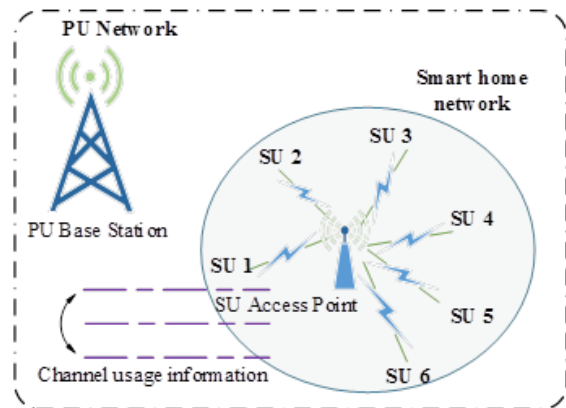 PU Network
Smart home
network
SU 3
SU 2
SU 4
PU Base Station
SU 1
SU Access Point
SU 5
Channel usage information
SU 6